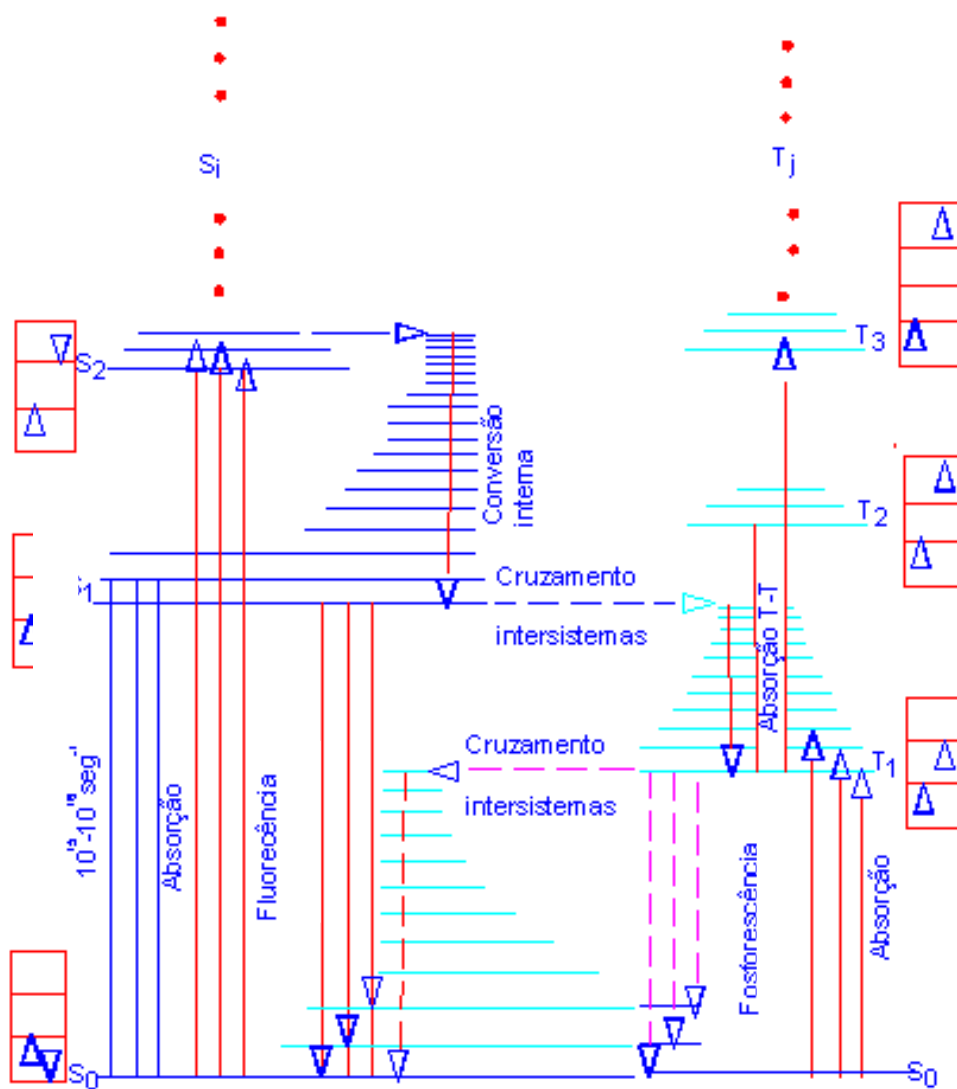 Si
Tj
S2
T3
Conversão
interna
T2
Cruzamento
intersistemas
Absorção T-T
Cruzamento
intersistemas
T1
Absorção
Fluorecência
Fosforescência
Absorção
S0
S0